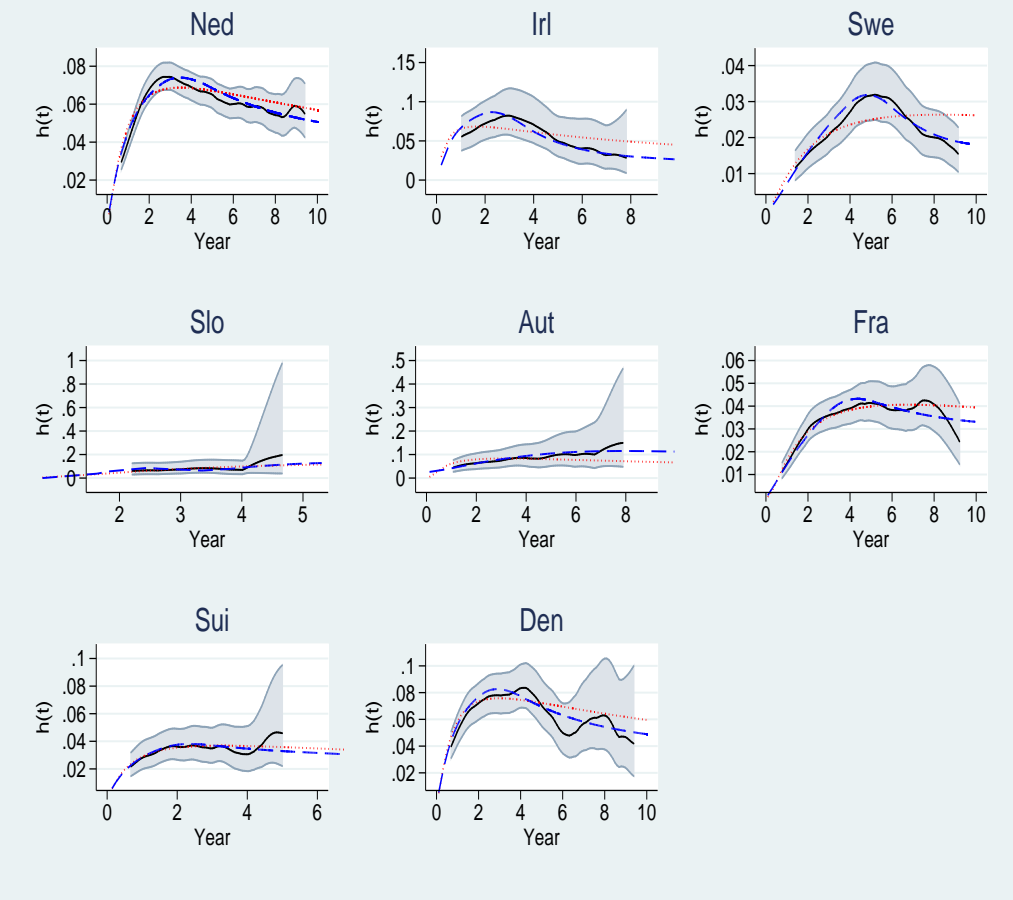 Ned
Irl
Swe
.08
.06
.04
.02
h(t)
0 2 4 6 8 10
Year
.15
.1
.05
0
h(t)
0 2 4 6 8
Year
.04
.03
.02
.01
h(t)
0 2 4 6 8 10
Year
Slo
Aut
Fra
1
.8
.6
.4
.2
0
h(t)
2 3 4 5
Year
.5
.4
.3
.2
.1
0
h(t)
0 2 4 6 8
Year
.06
.05
.04
.03
.02
.01
h(t)
0 2 4 6 8 10
Year
Sui
Den
.1
.08
.06
.04
.02
h(t)
0 2 4 6
Year
.1
.08
.06
.04
.02
h(t)
0 2 4 6 8 10
Year